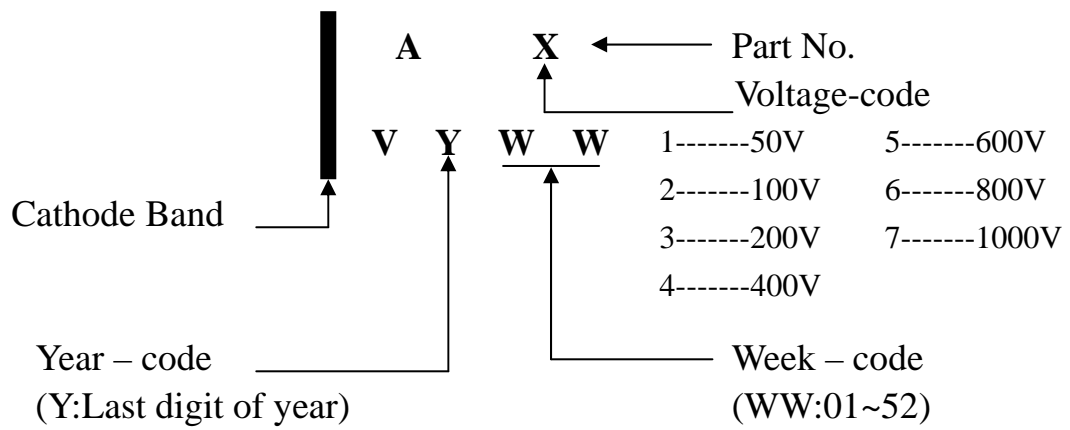 A X Part No.
Voltage-code
V Y W W 1-------50V 5-------600V
2-------100V 6-------800V
Cathode Band
3-------200V 7-------1000V
4-------400V
Year – code Week – code
(Y:Last digit of year) (WW:01~52)